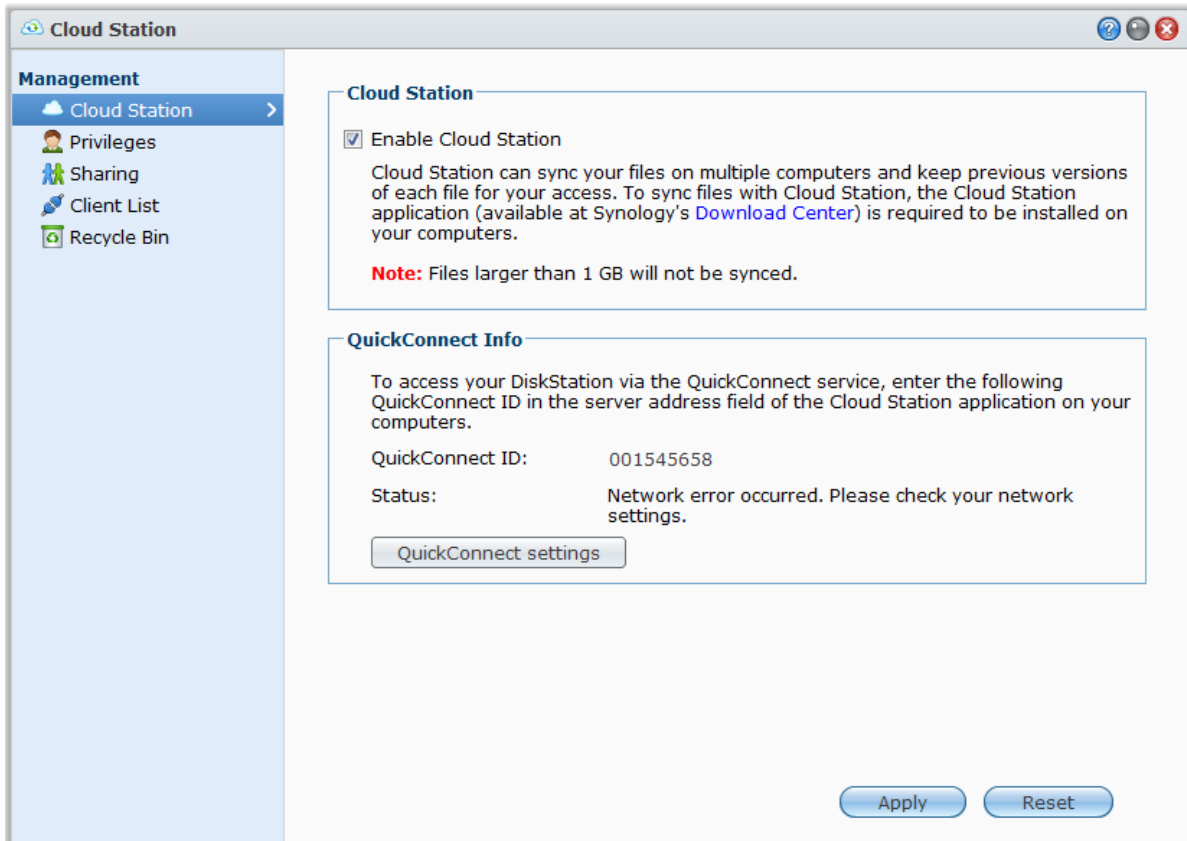 Cloud Station
Management
Cloud Station
Privileges
Sharing
Client List
Recycle Bin
Cloud Station
Enable Cloud Station
Cloud Station can sync your files on multiple computers and keep previous versions
of each file for your access. To sync files with Cloud Station, the Cloud Station
application (available at Synology's Download Center) is required to be installed on
your computers.
Note: Files larger than 1 GB will not be synced.
QuickConnect Info
To access your DiskStation via the QuickConnect service, enter the following
QuickConnect ID in the server address field of the Cloud Station application on your
computers.
QuickConnect ID: 001545658
Status: Network error occurred. Please check your network
settings.
QuickConnect settings
Apply Reset